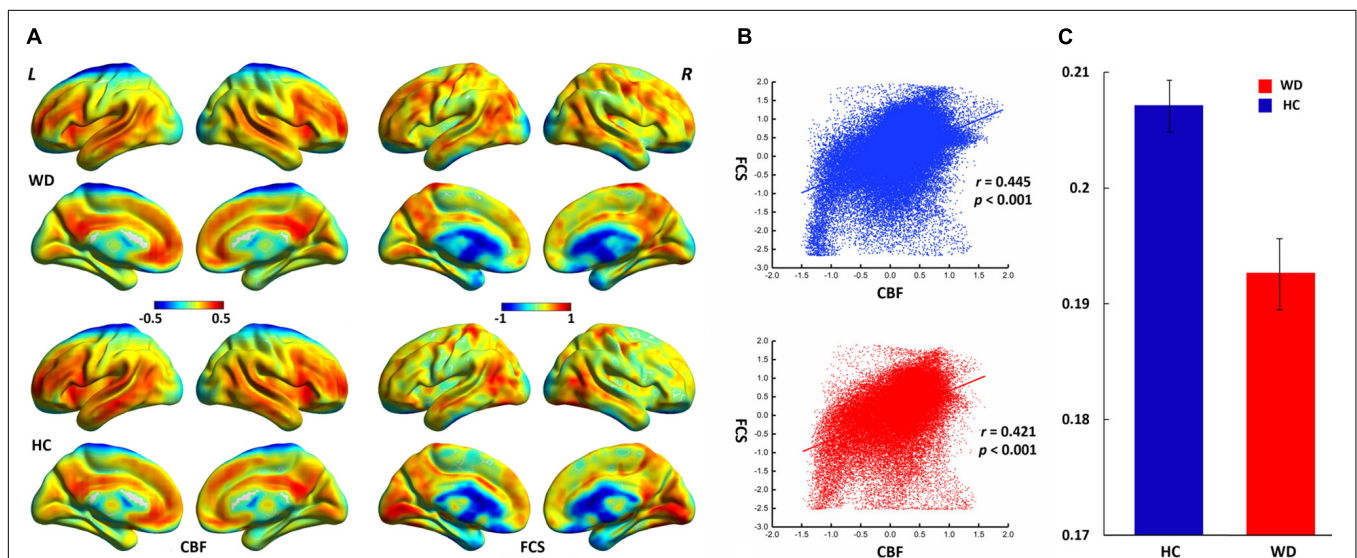 A
B
C
L
R
WD
-0.5 0.5
-1 1
HC
CBF
FCS
2.0
1.5
1.0
0.5
0.0
-0.5
-1.0
-1.5
-2.0
-2.5
-3.0
FCS
r = 0.445
p < 0.001
-2.0 -1.5 -1.0 -0.5 0.0 0.5 1.0 1.5 2.0
CBF
2.0
1.5
1.0
0.5
0.0
-0.5
-1.0
-1.5
-2.0
-2.5
-3.0
FCS
r = 0.421
p < 0.001
-2.0 -1.5 -1.0 -0.5 0.0 0.5 1.0 1.5 2.0
CBF
0.21
0.2
0.19
0.18
0.17
WD
HC
HC WD